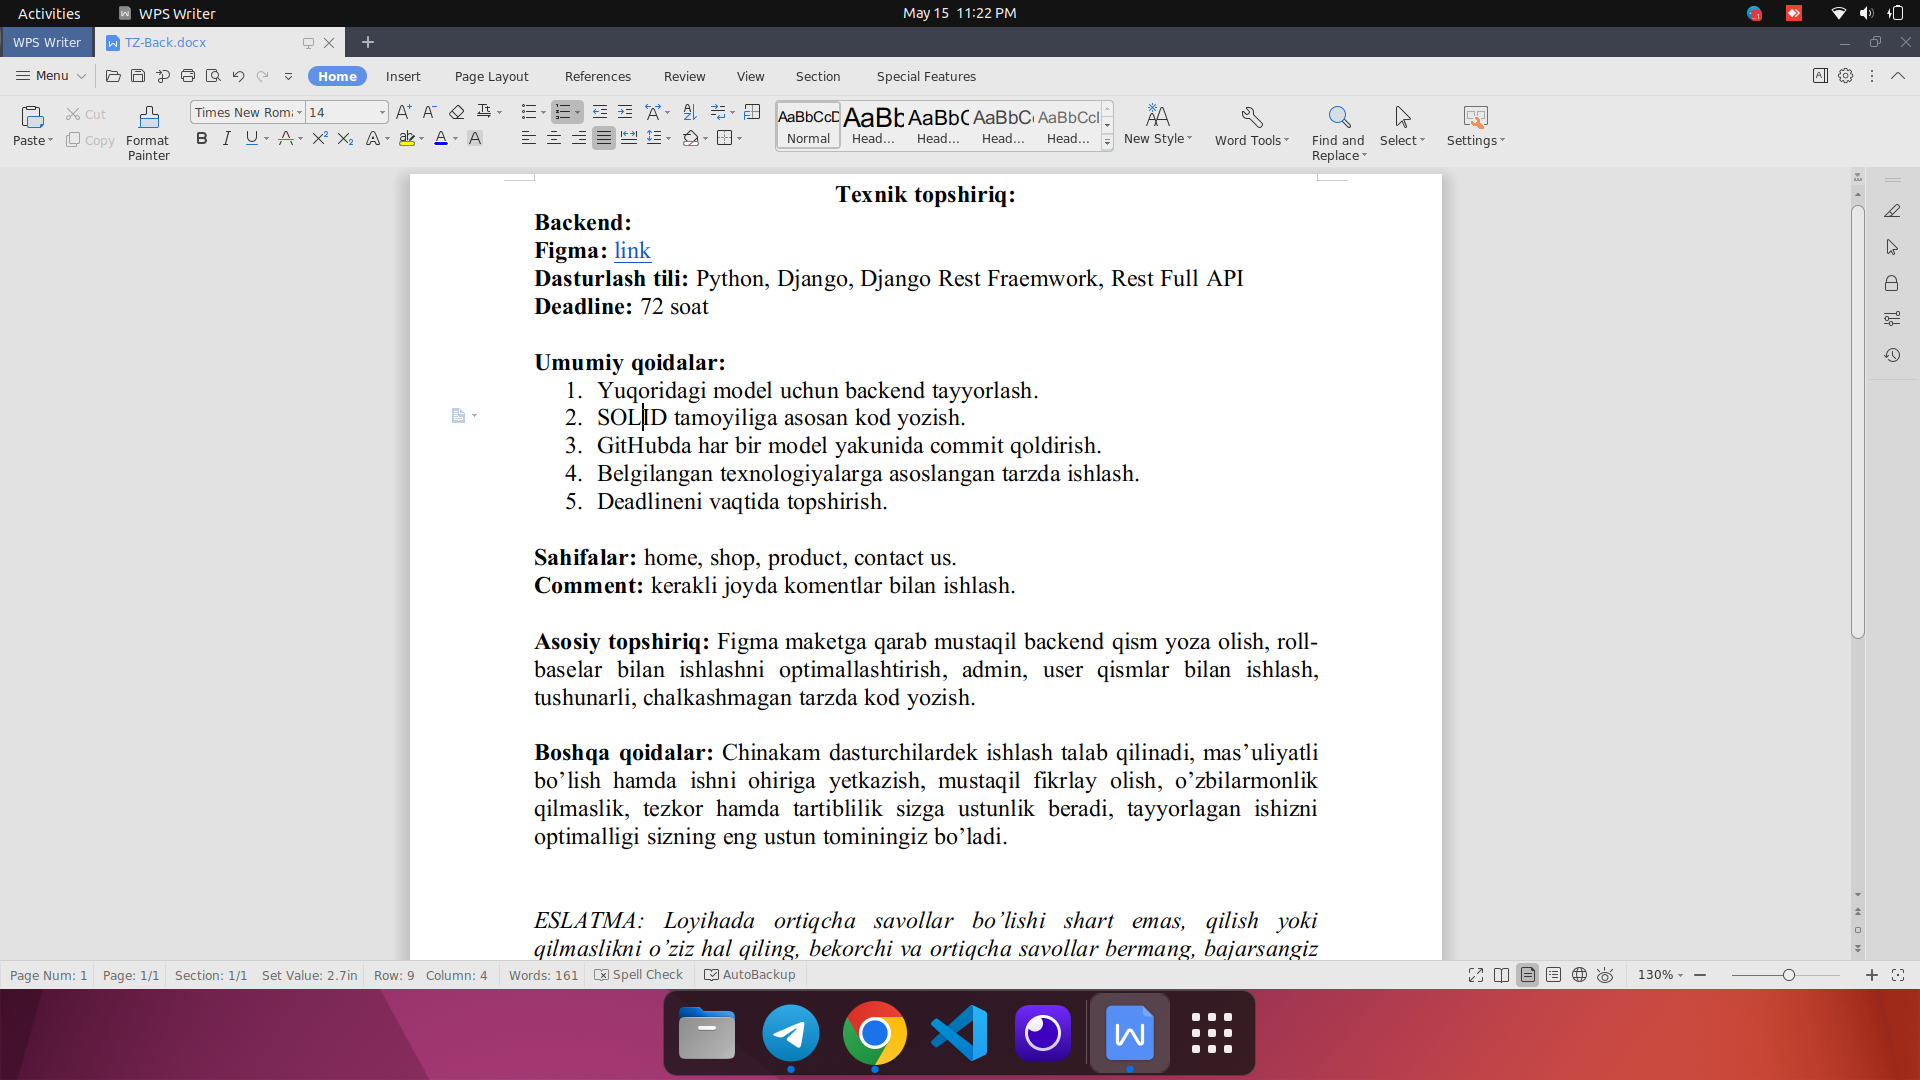 Activities
WPS Writer
May 15 11:22 PM
WPS Writer
TZ-Back.docx
Menu
Home
Insert
Page Layout
References
Review
View
Section
Special Features
Paste
Cut
Copy
Format
Painter
Times New Roma
14
AaBbCcD
Normal
AaBb
Head...
AaBbC
Head...
AaBbC
Head...
AaBbCcl
Head...
New Style
Word Tools
Find and
Replace
Select
Settings
Texnik topshiriq:
Backend:
Figma: link
Dasturlash tili: Python, Django, Django Rest Fraemwork, Rest Full API
Deadline: 72 soat
Umumiy qoidalar:
1. Yuqoridagi model uchun backend tayyorlash.
2. SOLID tamoyiliga asosan kod yozish.
3. GitHubda har bir model yakunida commit qoldirish.
4. Belgilangan texnologiyalarga asoslangan tarzda ishlash.
5. Deadlineni vaqtida topshirish.
Sahifalar: home, shop, product, contact us.
Comment: kerakli joyda komentlar bilan ishlash.
Asosiy topshiriq: Figma maketga qarab mustaqil backend qism yoza olish, roll-
baselar bilan ishlashni optimallashtirish, admin, user qismlar bilan ishlash,
tushunarli, chalkashmagan tarzda kod yozish.
Boshqa qoidalar: Chinakam dasturchilardek ishlash talab qilinadi, mas’uliyatli
bo’lish hamda ishni ohiriga yetkazish, mustaqil fikrlay olish, o’zbilarmonlik
qilmaslik, tezkor hamda tartiblilik sizga ustunlik beradi, tayyorlagan ishizni
optimalligi sizning eng ustun tominingiz bo’ladi.
ESLATMA: Loyihada ortiqcha savollar bo’lishi shart emas, qilish yoki
qilmaslikni o’ziz hal qiling, bekorchi va ortiqcha savollar bermang, bajarsangiz
Page Num: 1
Page: 1/1
Section: 1/1
Set Value: 2.7in
Row: 9
Column: 4
Words: 161
Spell Check
AutoBackup
130%